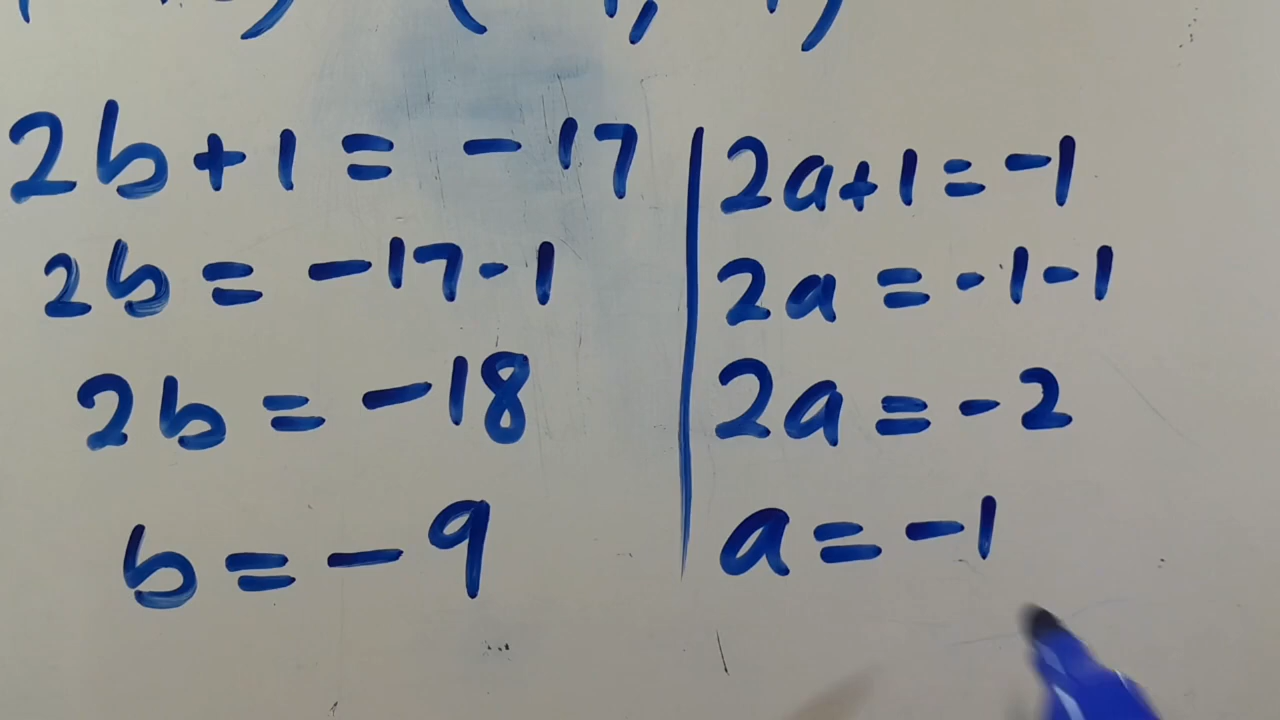 2b+1 = -17
2b = -17-1
2b = -18
b = -9
2a+1 = -1
2a = -1-1
2a = -2
a = -1